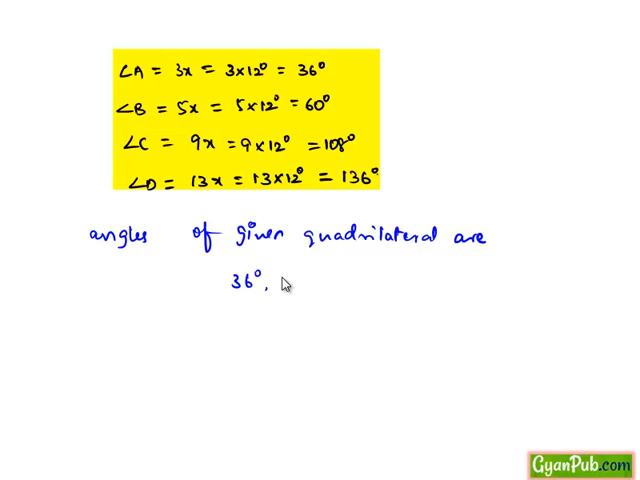 ∠A = 3x = 3×12° = 36°
∠B = 5x = 5×12° = 60°
∠C = 9x = 9×12° = 108°
∠D = 13x = 13×12° = 136°
angles of given quadrilateral are
36°,
GyanPub.com